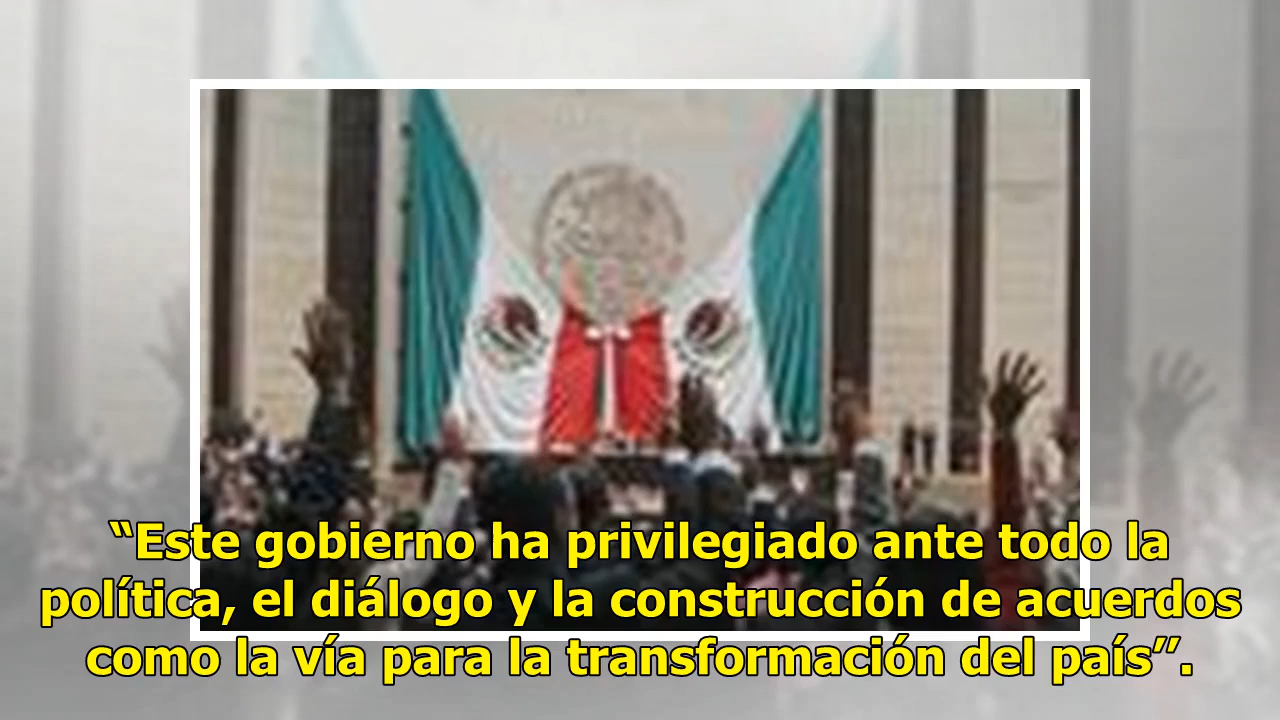 “Este gobierno ha privilegiado ante todo la
política, el diálogo y la construcción de acuerdos
como la vía para la transformación del país”.